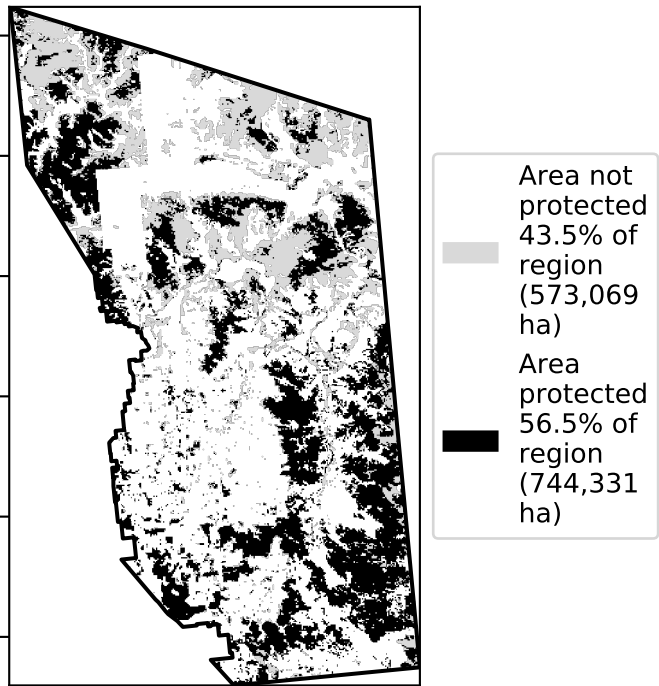 Area not
protected
43.5% of
region
(573,069
ha)
Area
protected
56.5% of
region
(744,331
ha)